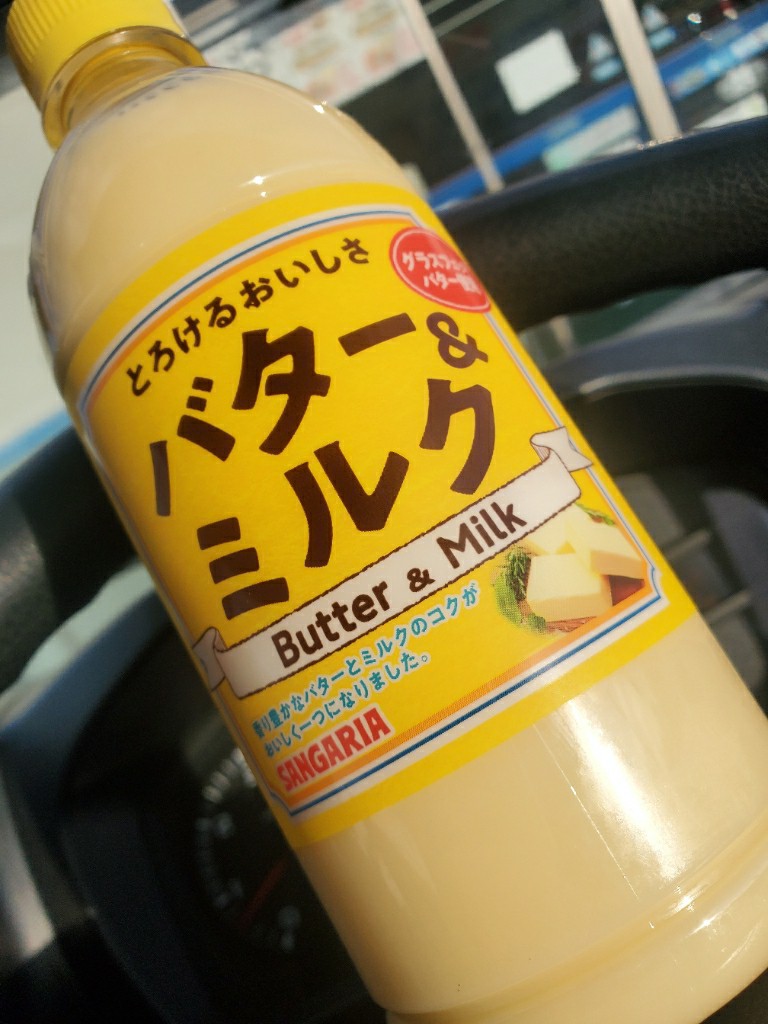 とろけるおいしさ
グラスフェッ
バター
バター&
ミルク
Butter & Milk
香り豊かなバターとミルクのコクが
おいしく一つになりました。
SANGARIA